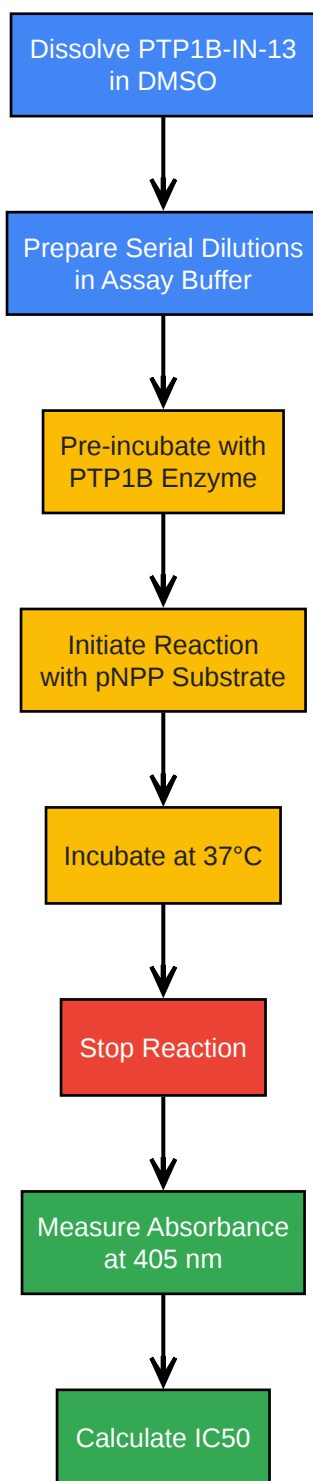 Dissolve PTP1B-IN-13
in DMSO
Prepare Serial Dilutions
in Assay Buffer
Pre-incubate with
PTP1B Enzyme
Initiate Reaction
with pNPP Substrate
Incubate at 37°C
Stop Reaction
Measure Absorbance
at 405 nm
Calculate IC50